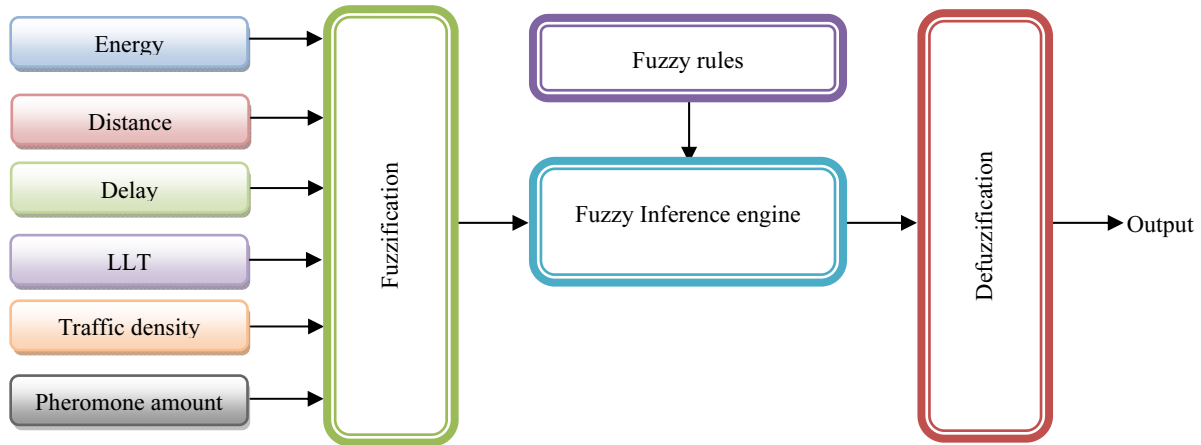 Energy
Distance
Delay
LLT
Traffic density
Pheromone amount
Fuzzification
Fuzzy rules
Fuzzy Inference engine
Defuzzification
Output